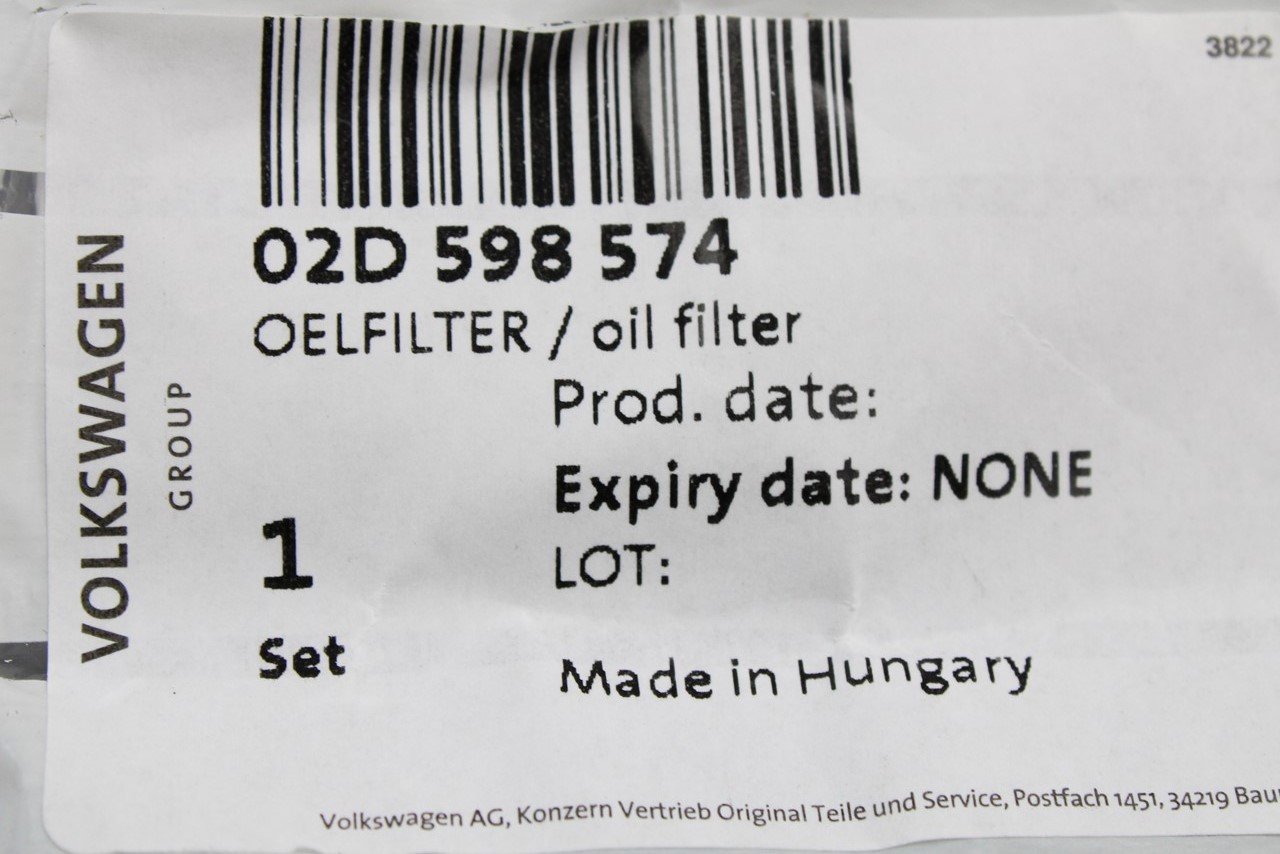 3822
02D 598 574
OELFILTER / oil filter
Prod. date:
Expiry date: NONE
LOT:
1
Set
Made in Hungary
VOLKSWAGEN
GROUP
Volkswagen AG, Konzern Vertrieb Original Teile und Service, Postfach 1451, 34219